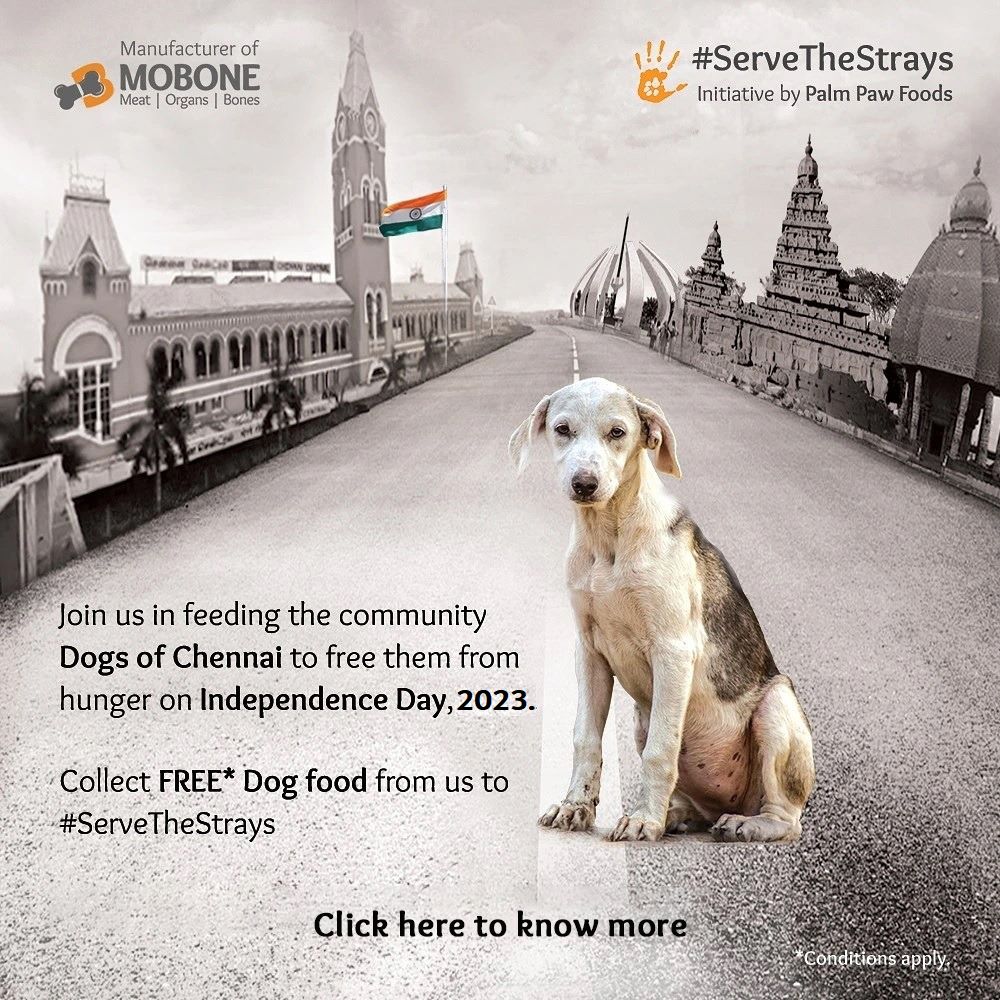 Manufacturer of
MOBONE
Meat | Organs | Bones
#ServeTheStrays
Initiative by Palm Paw Foods
Join us in feeding the community
Dogs of Chennai to free them from
hunger on Independence Day,2023.
Collect FREE* Dog food from us to
#ServeTheStrays
Click here to know more
*Conditions apply.